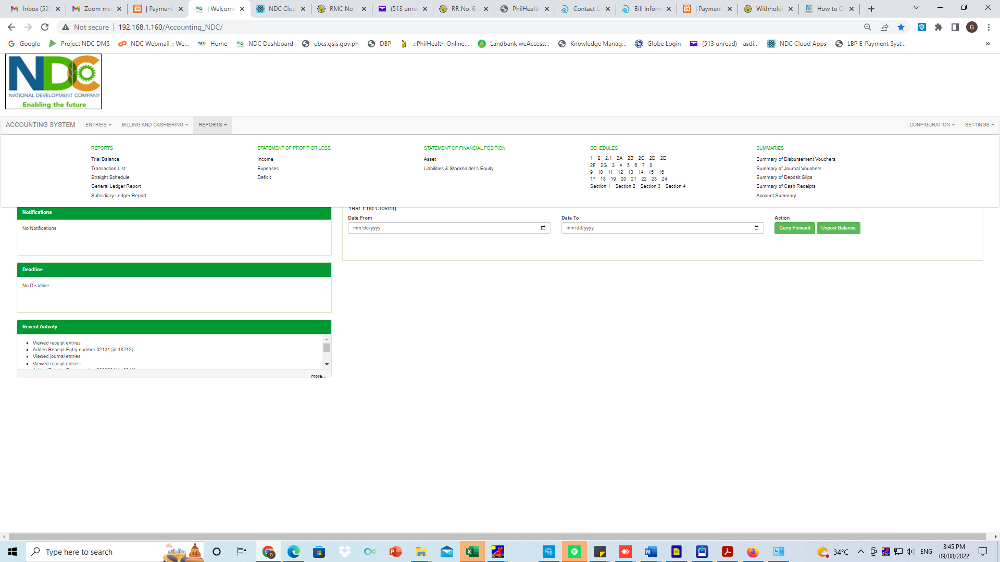 Inbox (529
Zoom me
| Payment
| Welcome
NDC Clou
RMC No.
(513 unre
RR No. 6-
PhilHealth
Contact U
Bill Inform
| Payment
Withholdi
How to Co
Not secure
192.168.1.160/Accounting_NDC/
G
Google
Project NDC DMS
NDC Webmail :: We...
Home
NDC Dashboard
ebcs.gsis.gov.ph
DBP
.::PhilHealth Online...
Landbank weAccess...
Knowledge Manag...
Globe Login
(513 unread) - asdi...
NDC Cloud Apps
LBP E-Payment Syst...
»
NDC
NATIONAL DEVELOPMENT COMPANY
Enabling the future
ACCOUNTING SYSTEM
ENTRIES
BILLING AND CASHIERING
REPORTS
CONFIGURATION
SETTINGS
REPORTS
Trial Balance
Transaction List
Straight Schedule
General Ledger Report
Subsidiary Ledger Report
STATEMENT OF PROFIT OR LOSS
Income
Expenses
Deficit
STATEMENT OF FINANCIAL POSITION
Asset
Liabilities & Stockholder's Equity
SCHEDULES
1 2 2.1 2A 2B 2C 2D 2E
2F 2G 3 4 5 6 7 8
9 10 11 12 13 14 15 16
17 18 19 20 21 22 23 24
Section 1 Section 2 Section 3 Section 4
SUMMARIES
Summary of Disbursement Vouchers
Summary of Journal Vouchers
Summary of Deposit Slips
Summary of Cash Receipts
Account Summary
Notifications
No Notifications
Year End Closing
Date From
mm/dd/yyyy
Date To
mm/dd/yyyy
Action
Carry Forward
Unpost Balance
Deadline
No Deadline
Recent Activity
Viewed receipt entries
Added Receipt Entry number 32131 [id:18212]
Viewed journal entries
Viewed receipt entries
more...
Type here to search
34°C
ENG
3:45 PM
09/08/2022